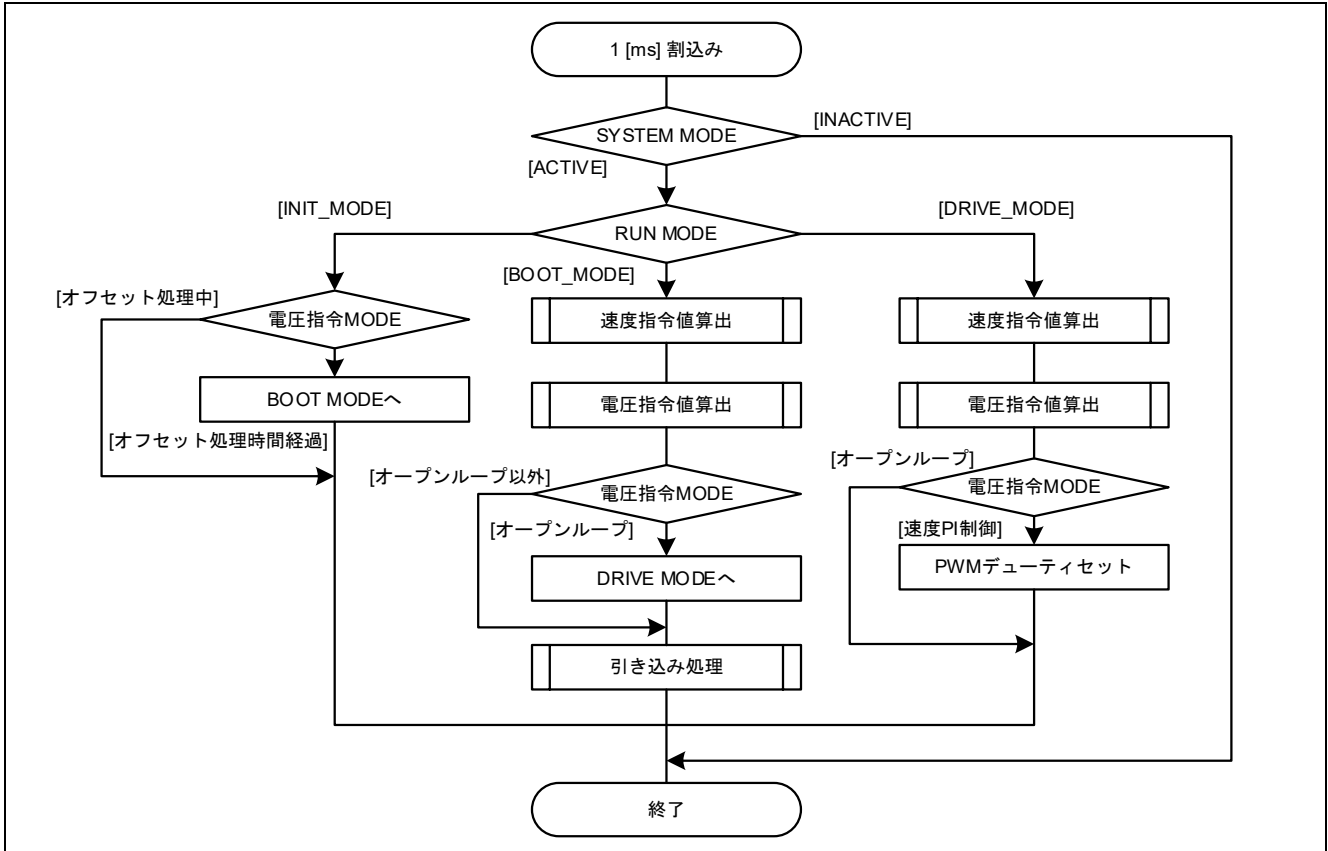 1 [ms] 割込み
SYSTEM MODE
[INACTIVE]
[ACTIVE]
[INIT_MODE]
RUN MODE
[DRIVE_MODE]
[BOOT_MODE]
[オフセット処理中]
電圧指令MODE
速度指令値算出
速度指令値算出
BOOT MODEへ
電圧指令値算出
電圧指令値算出
[オフセット処理時間経過]
[オープンループ以外]
電圧指令MODE
[オープンループ]
電圧指令MODE
[オープンループ]
[速度PI制御]
DRIVE MODEへ
PWMデューティセット
引き込み処理
終了